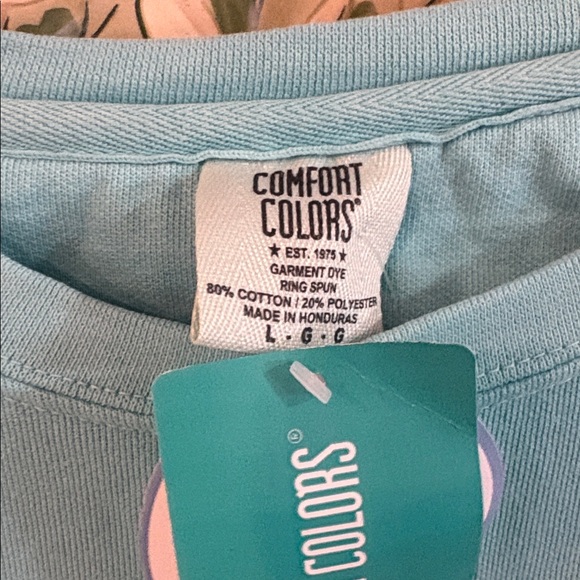 COMFORT
COLORS®
★ EST. 1975 ★
GARMENT DYE
RING SPUN
80% COTTON / 20% POLYESTER
MADE IN HONDURAS
L • G • G
COLORS®